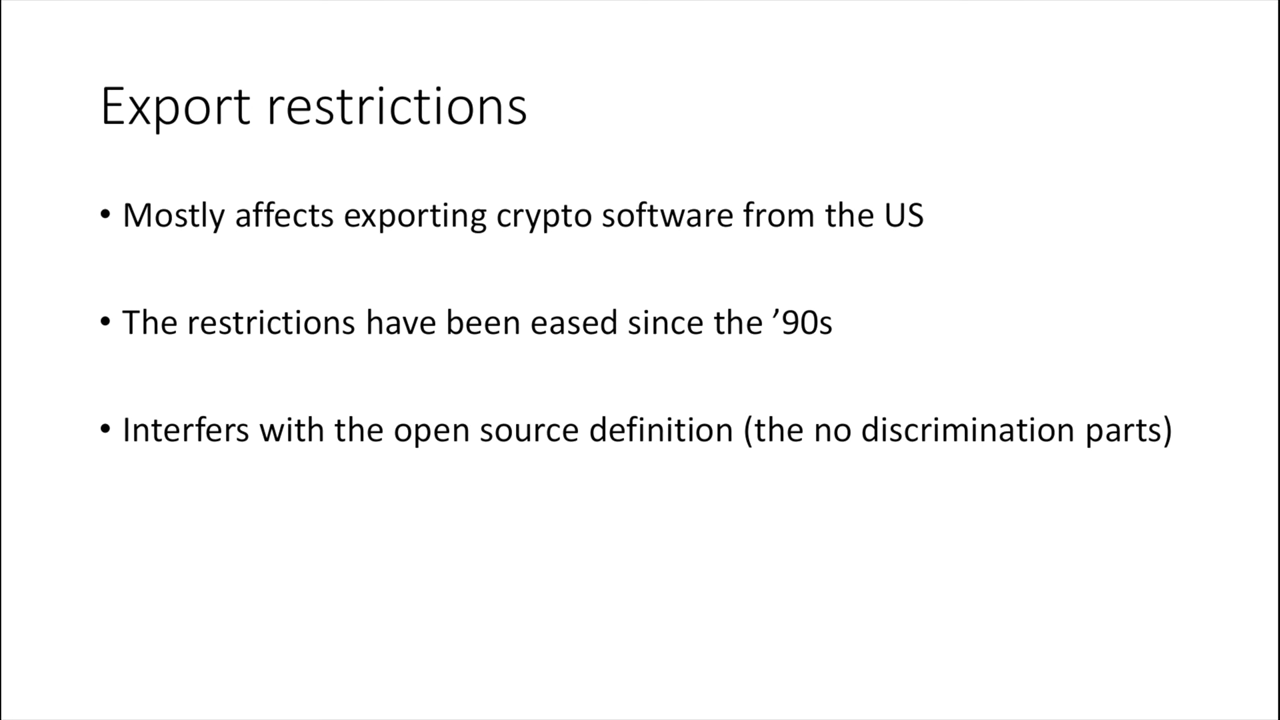 Export restrictions
• Mostly affects exporting crypto software from the US
• The restrictions have been eased since the ’90s
• Interfers with the open source definition (the no discrimination parts)